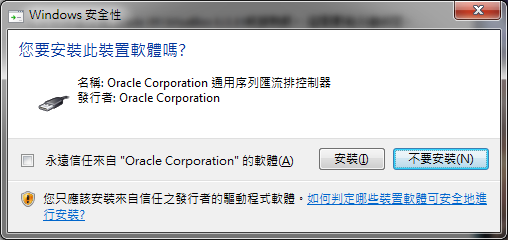 Windows 安全性
您要安裝此裝置軟體嗎?
名稱: Oracle Corporation 通用序列匯流排控制器
發行者: Oracle Corporation
永遠信任來自 "Oracle Corporation" 的軟體(A)
安裝(I)
不要安裝(N)
您只應該安裝來自信任之發行者的驅動程式軟體。如何判定哪些裝置軟體可安全地進
行安裝?